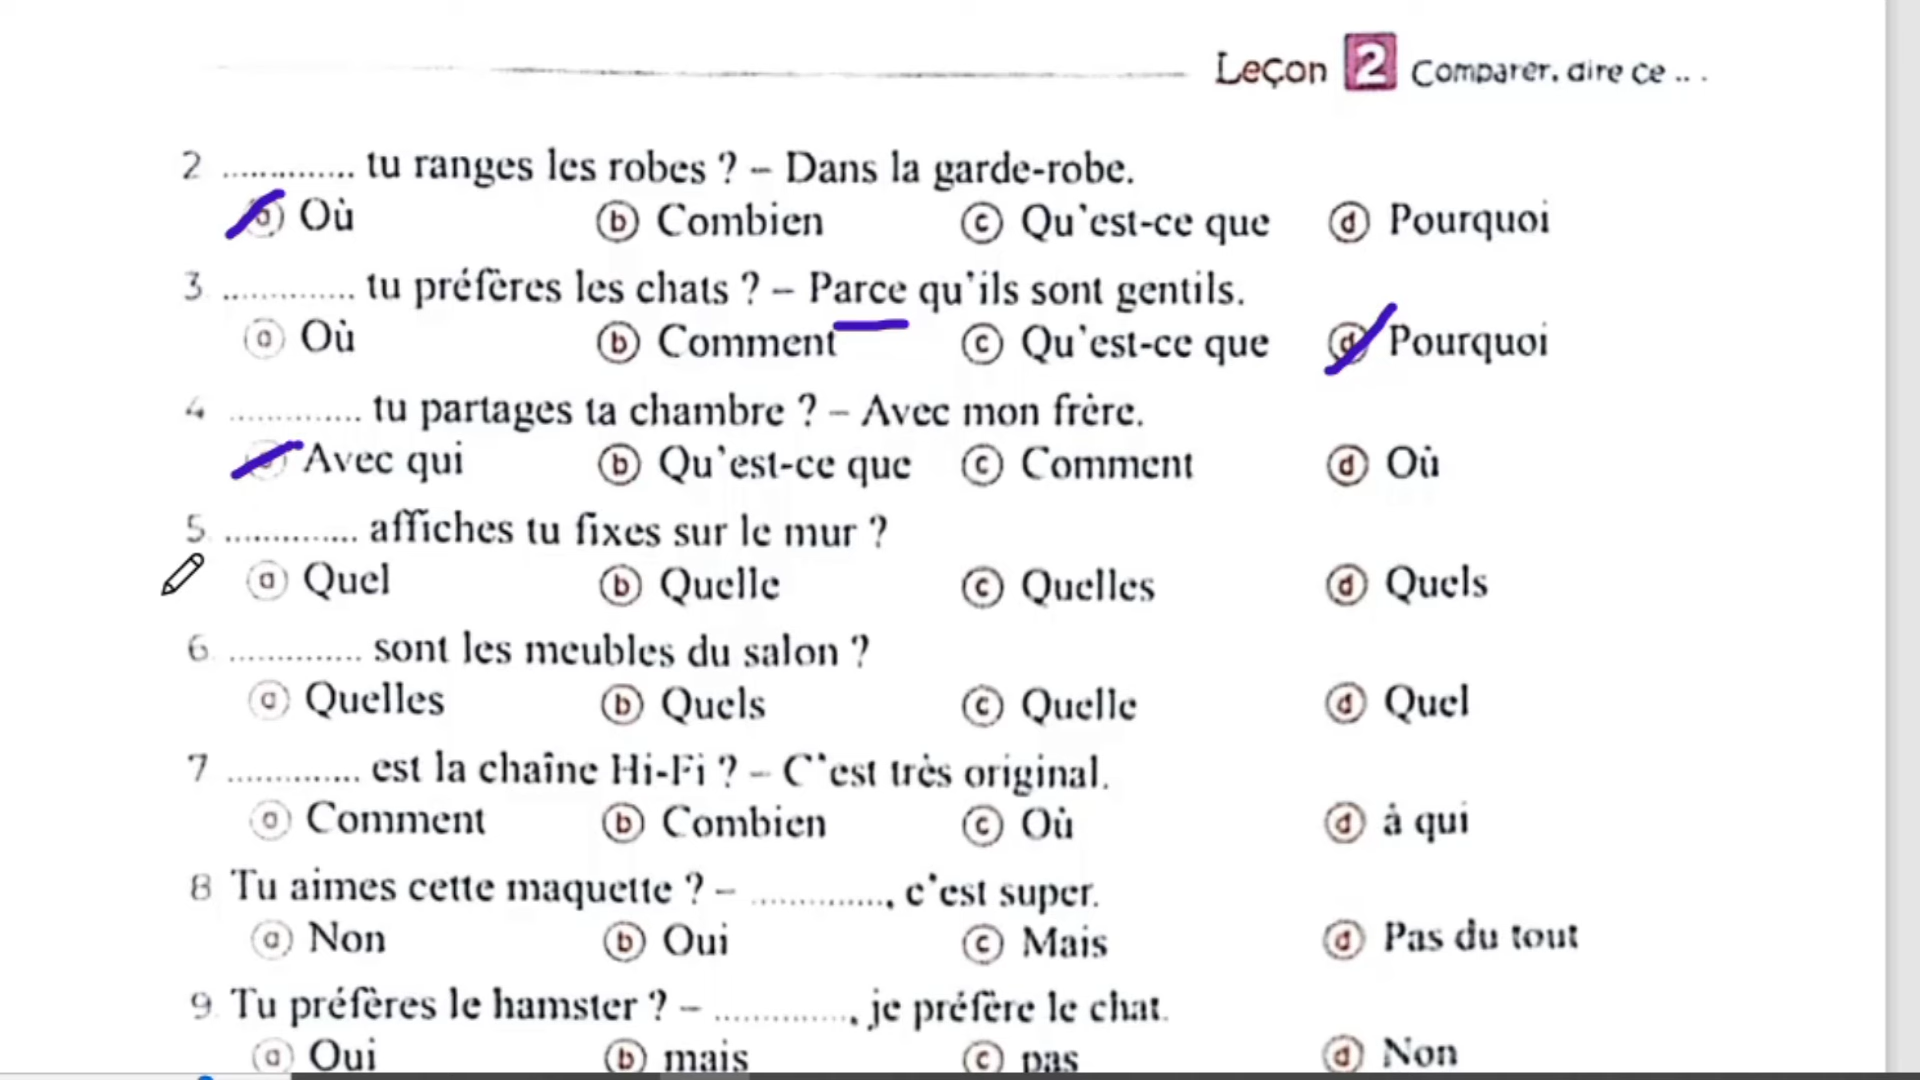 Leçon 2 Comparer, dire ce .. .
2 ............. tu ranges les robes ? – Dans la garde-robe.
a Où b Combien c Qu'est-ce que d Pourquoi
3 ............. tu préfères les chats ? – Parce qu'ils sont gentils.
a Où b Comment c Qu'est-ce que d Pourquoi
4 ............. tu partages ta chambre ? – Avec mon frère.
Avec qui b Qu'est-ce que c Comment d Où
5 ............. affiches tu fixes sur le mur ?
a Quel b Quelle c Quelles d Quels
6 ............. sont les meubles du salon ?
a Quelles b Quels c Quelle d Quel
7 ............. est la chaîne Hi-Fi ? – C'est très original.
a Comment b Combien c Où d à qui
8 Tu aimes cette maquette ? – ............., c'est super.
a Non b Oui c Mais d Pas du tout
9 Tu préfères le hamster ? – ............., je préfère le chat.
a Oui b mais c pas d Non